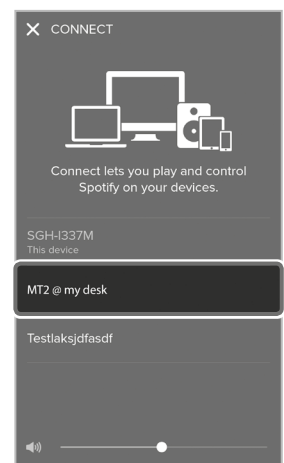 CONNECT
Connect lets you play and control
Spotify on your devices.
SGH-I337M
This device
MT2 @ my desk
Testlaksjdfasdf